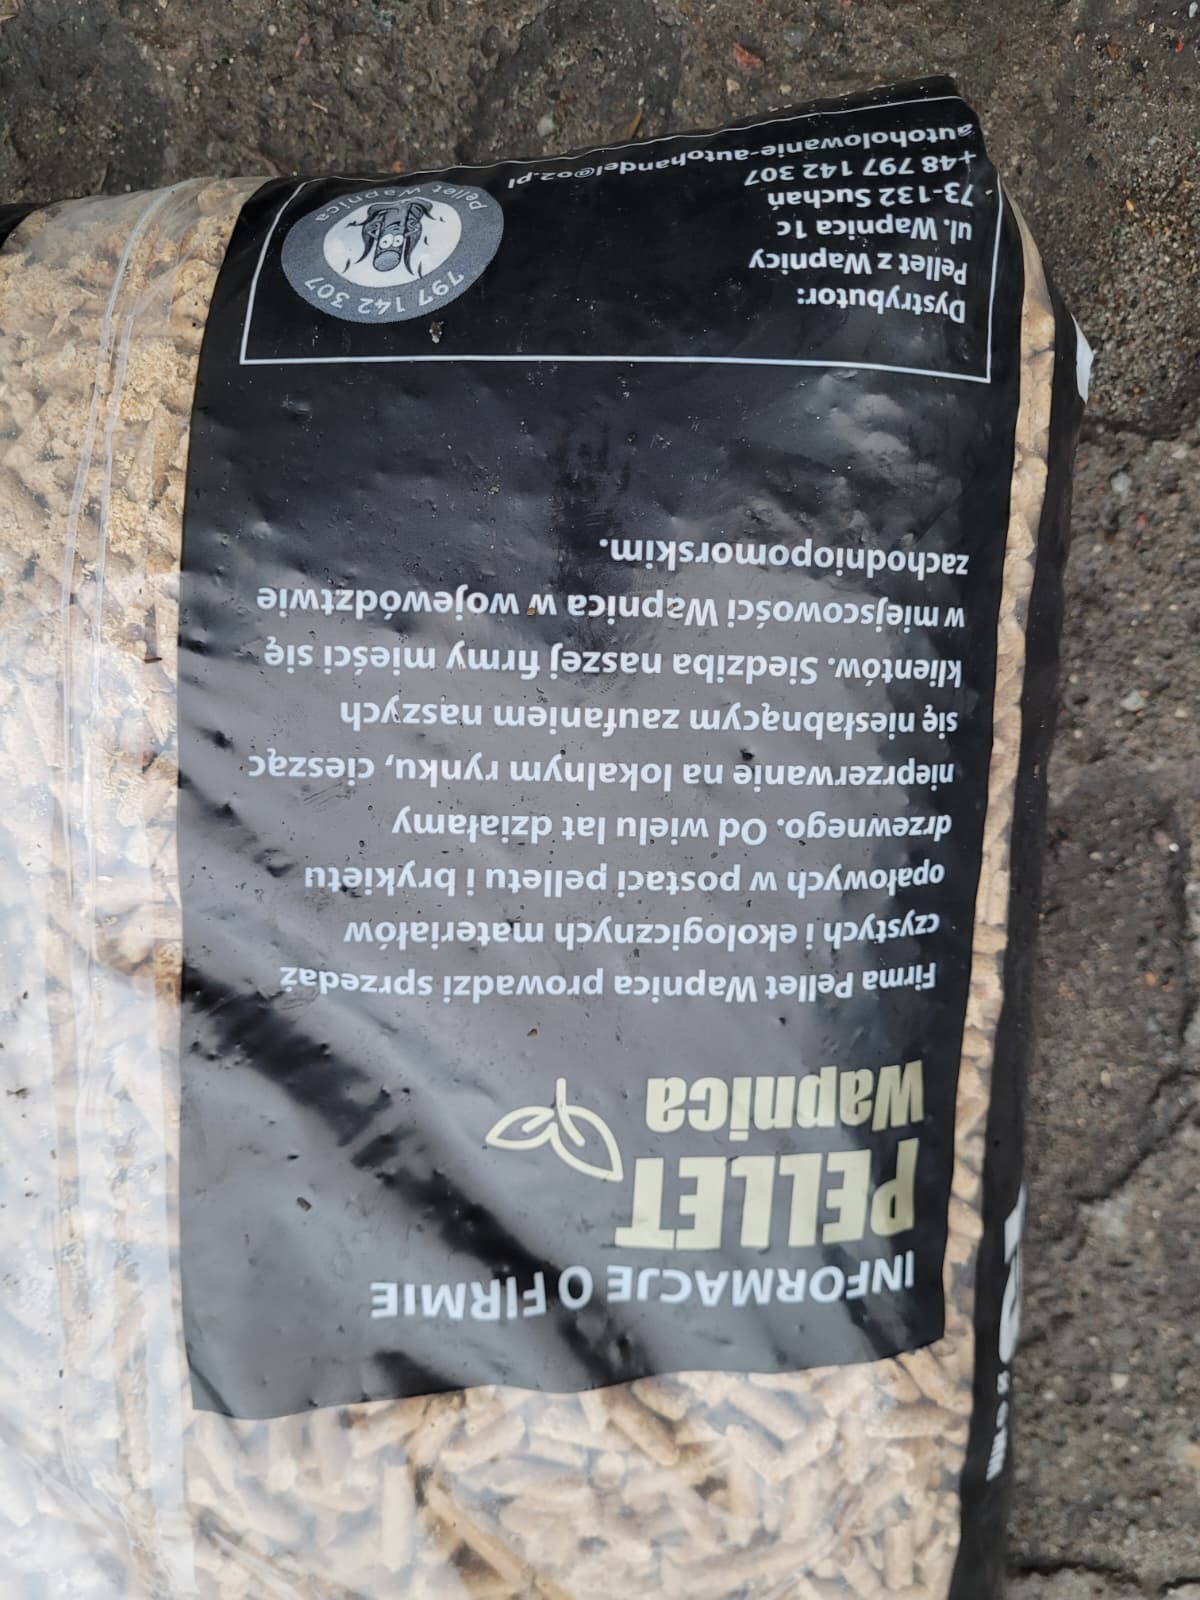 INFORMACJE O FIRMIE
PELLET
Wapnica
Firma Pellet Wapnica prowadzi sprzedaż
czystych i ekologicznych materiałów
opałowych w postaci pelletu i brykietu
drzewnego. Od wielu lat działamy
nieprzerwanie na lokalnym rynku, ciesząc
się niesłabnącym zaufaniem naszych
klientów. Siedziba naszej firmy mieści się
w miejscowości Wapnica w województwie
zachodniopomorskim.
Dystrybutor:
Pellet z Wapnicy
ul. Wapnica 1c
73-132 Suchań
+48 797 142 307
autoholowanie-autohandel@o2.pl
797 142 307
Pellet Wapnica